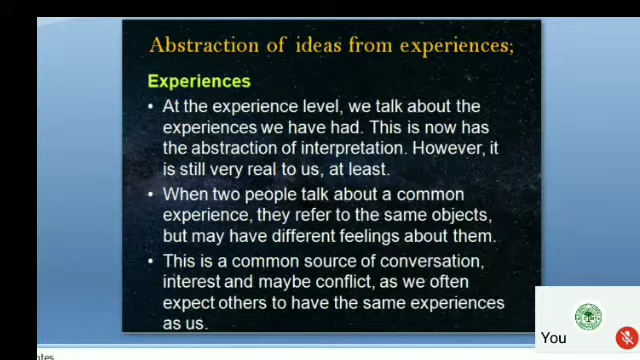 Abstraction of ideas from experiences;
Experiences
• At the experience level, we talk about the
experiences we have had. This is now has
the abstraction of interpretation. However, it
is still very real to us, at least.
• When two people talk about a common
experience, they refer to the same objects,
but may have different feelings about them.
• This is a common source of conversation,
interest and maybe conflict, as we often
expect others to have the same experiences
as us.
You